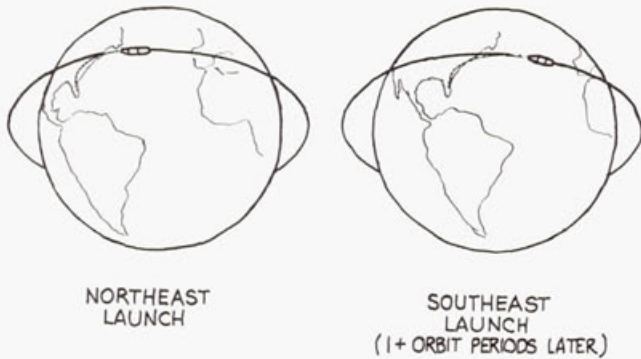 NORTHEAST
LAUNCH
SOUTHEAST
LAUNCH
(1+ ORBIT PERIODS LATER)